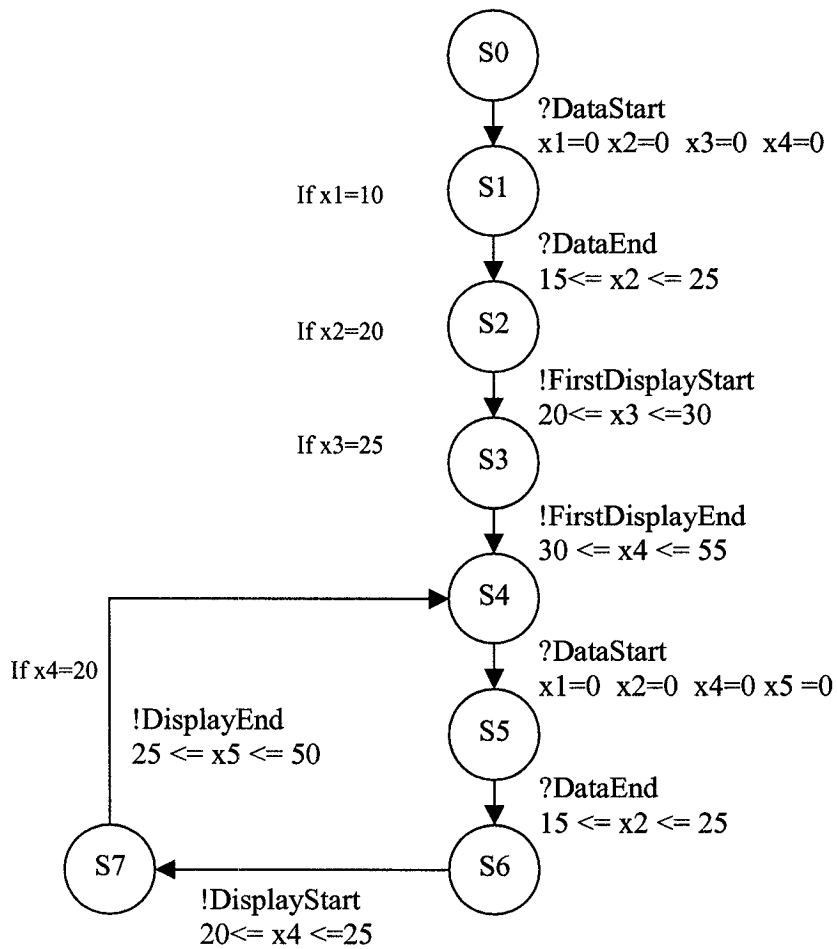 S0
?DataStart
x1=0 x2=0 x3=0 x4=0
If x1=10
S1
?DataEnd
15<= x2 <= 25
If x2=20
S2
!FirstDisplayStart
20<= x3 <=30
If x3=25
S3
!FirstDisplayEnd
30 <= x4 <= 55
S4
If x4=20
?DataStart
x1=0 x2=0 x4=0 x5 =0
!DisplayEnd
25 <= x5 <= 50
S5
?DataEnd
15 <= x2 <= 25
S7
S6
!DisplayStart
20<= x4 <=25